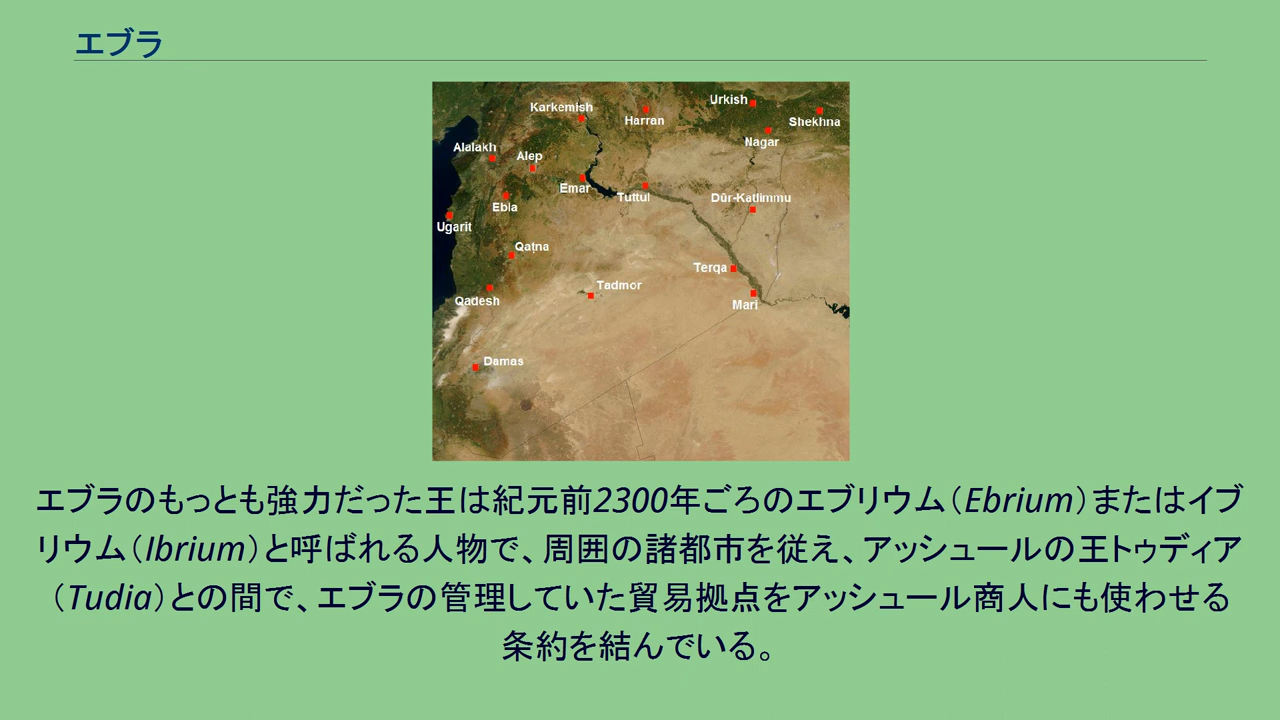 エブラ
Karkemish
Urkish
Harran
Shekhna
Nagar
Alalakh
Alep
Emar
Tuttul
Dūr-Katlimmu
Ebla
Ugarit
Qaṭna
Terqa
Tadmor
Qadesh
Mari
Damas
エブラのもっとも強力だった王は紀元前2300年ごろのエブリウム（Ebrium）またはイブ
リウム（Ibrium）と呼ばれる人物で、周囲の諸都市を従え、アッシュールの王トゥディア
（Tudia）との間で、エブラの管理していた貿易拠点をアッシュール商人にも使わせる
条約を結んでいる。